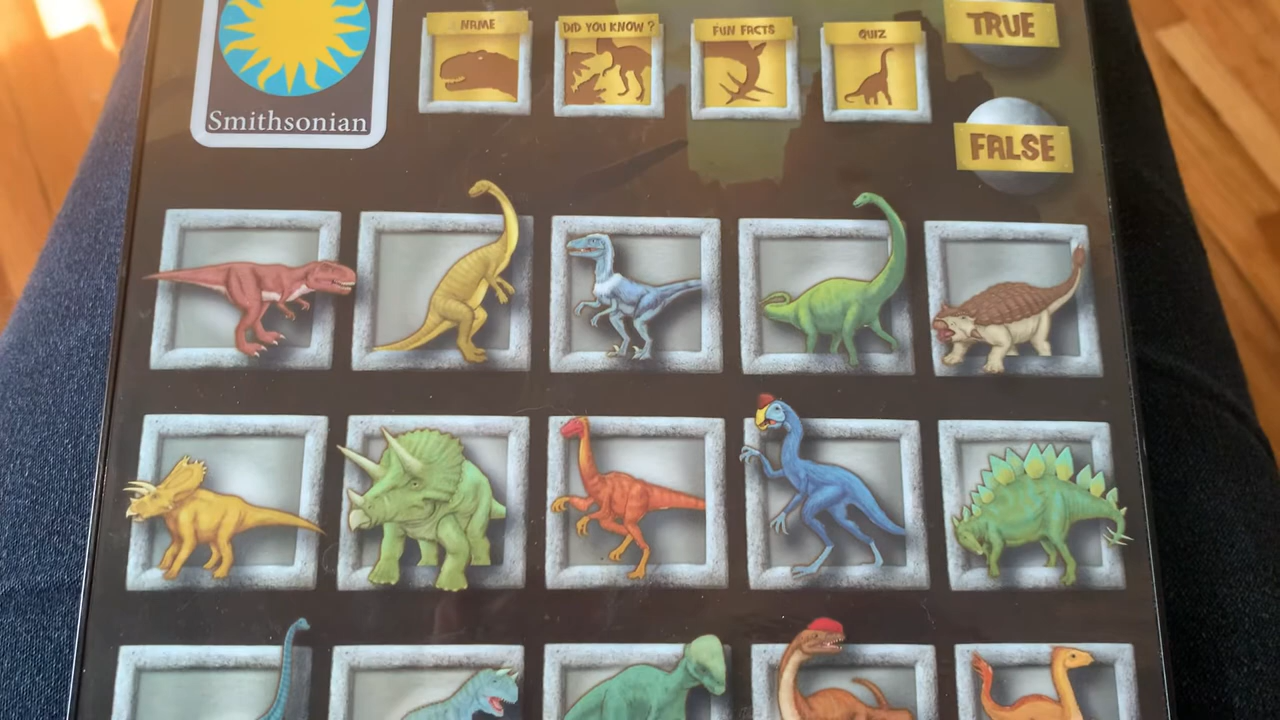 Smithsonian
NAME
DID YOU KNOW ?
FUN FACTS
QUIZ
TRUE
FALSE